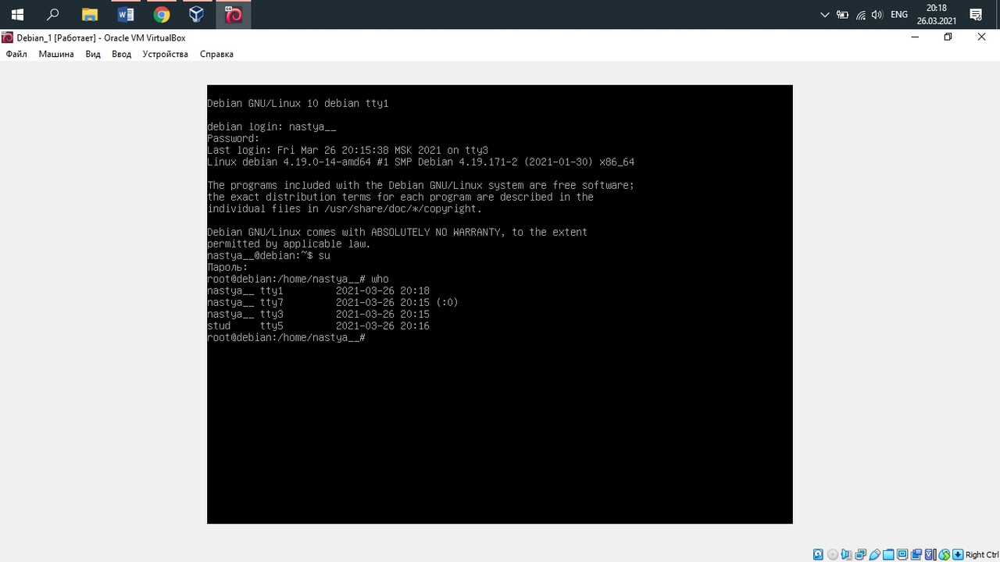 ENG
20:18
26.03.2021
Debian_1 [Работает] - Oracle VM VirtualBox
Файл Машина Вид Ввод Устройства Справка
Debian GNU/Linux 10 debian tty1
debian login: nastya__
Password:
Last login: Fri Mar 26 20:15:38 MSK 2021 on tty3
Linux debian 4.19.0-14-amd64 #1 SMP Debian 4.19.171-2 (2021-01-30) x86_64
The programs included with the Debian GNU/Linux system are free software;
the exact distribution terms for each program are described in the
individual files in /usr/share/doc/*/copyright.
Debian GNU/Linux comes with ABSOLUTELY NO WARRANTY, to the extent
permitted by applicable law.
nastya__@debian:~$ su
Пароль:
root@debian:/home/nastya__# who
nastya__ tty1         2021-03-26 20:18
nastya__ tty7         2021-03-26 20:15 (:0)
nastya__ tty3         2021-03-26 20:15
stud     tty5         2021-03-26 20:16
root@debian:/home/nastya__#
Right Ctrl